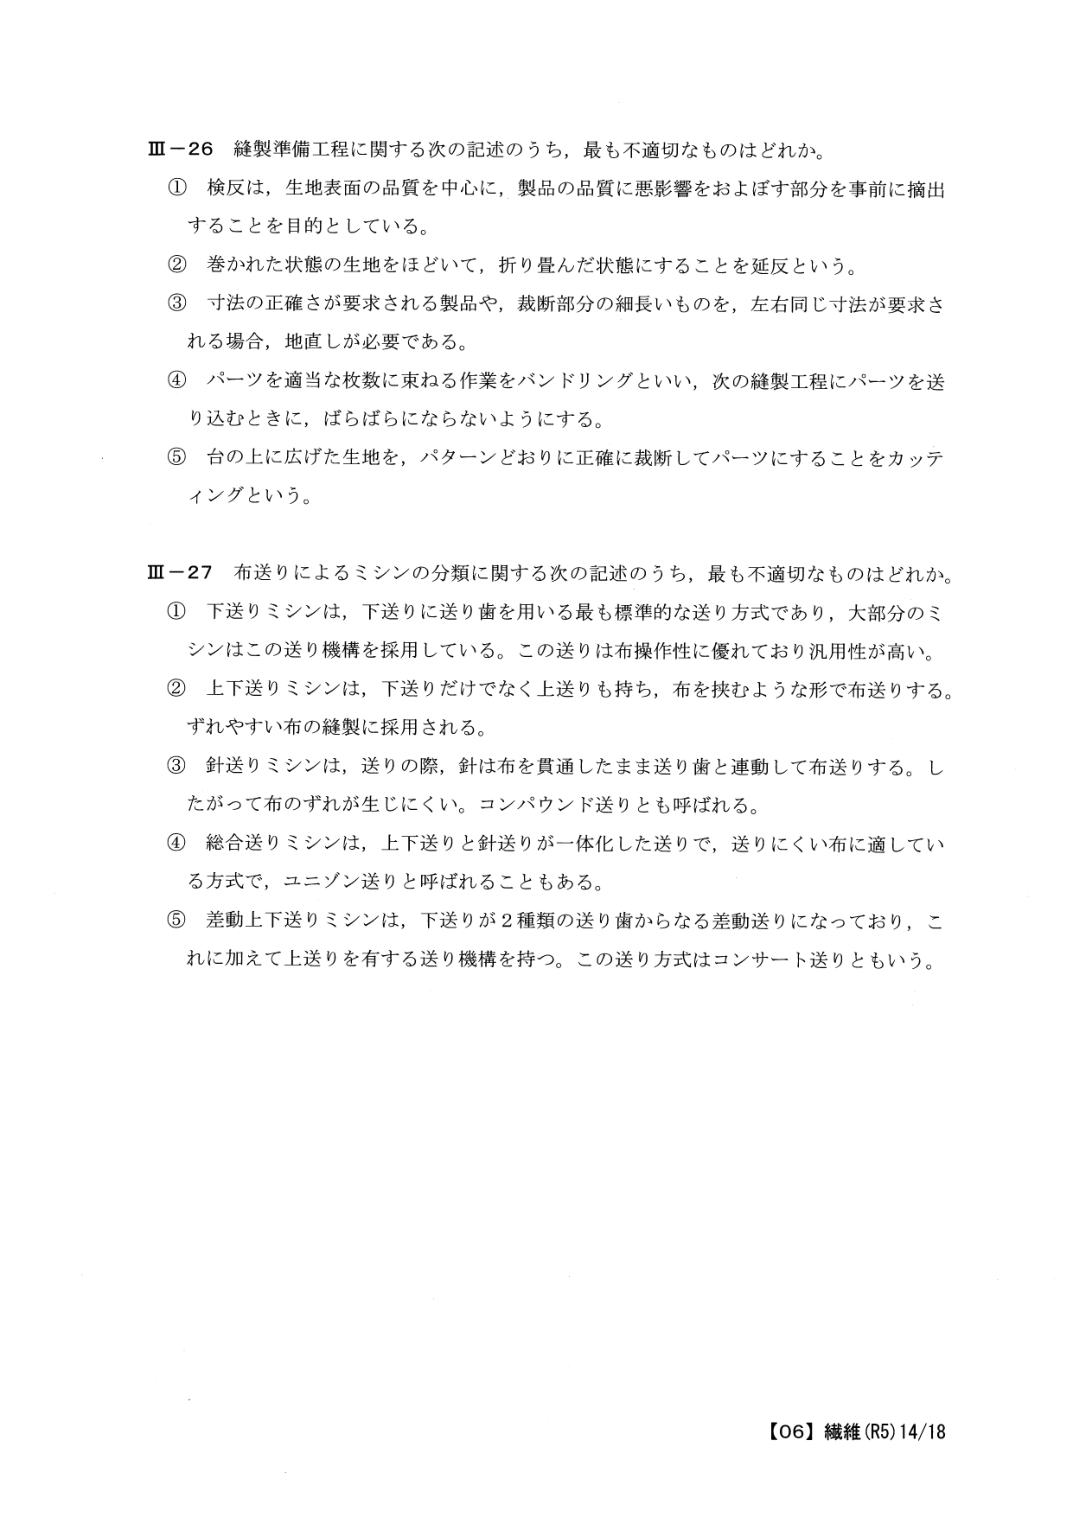 Ⅲ－26　縫製準備工程に関する次の記述のうち，最も不適切なものはどれか。
①　検反は，生地表面の品質を中心に，製品の品質に悪影響をおよぼす部分を事前に摘出
することを目的としている。
②　巻かれた状態の生地をほどいて，折り畳んだ状態にすることを延反という。
③　寸法の正確さが要求される製品や，裁断部分の細長いものを，左右同じ寸法が要求さ
れる場合，地直しが必要である。
④　パーツを適当な枚数に束ねる作業をバンドリングといい，次の縫製工程にパーツを送
り込むときに，ばらばらにならないようにする。
⑤　台の上に広げた生地を，パターンどおりに正確に裁断してパーツにすることをカッテ
ィングという。
Ⅲ－27　布送りによるミシンの分類に関する次の記述のうち，最も不適切なものはどれか。
①　下送りミシンは，下送りに送り歯を用いる最も標準的な送り方式であり，大部分のミ
シンはこの送り機構を採用している。この送りは布操作性に優れており汎用性が高い。
②　上下送りミシンは，下送りだけでなく上送りも持ち，布を挟むような形で布送りする。
ずれやすい布の縫製に採用される。
③　針送りミシンは，送りの際，針は布を貫通したまま送り歯と連動して布送りする。し
たがって布のずれが生じにくい。コンパウンド送りとも呼ばれる。
④　総合送りミシンは，上下送りと針送りが一体化した送りで，送りにくい布に適してい
る方式で，ユニゾン送りと呼ばれることもある。
⑤　差動上下送りミシンは，下送りが２種類の送り歯からなる差動送りになっており，こ
れに加えて上送りを有する送り機構を持つ。この送り方式はコンサート送りともいう。
【06】繊維(R5)14/18